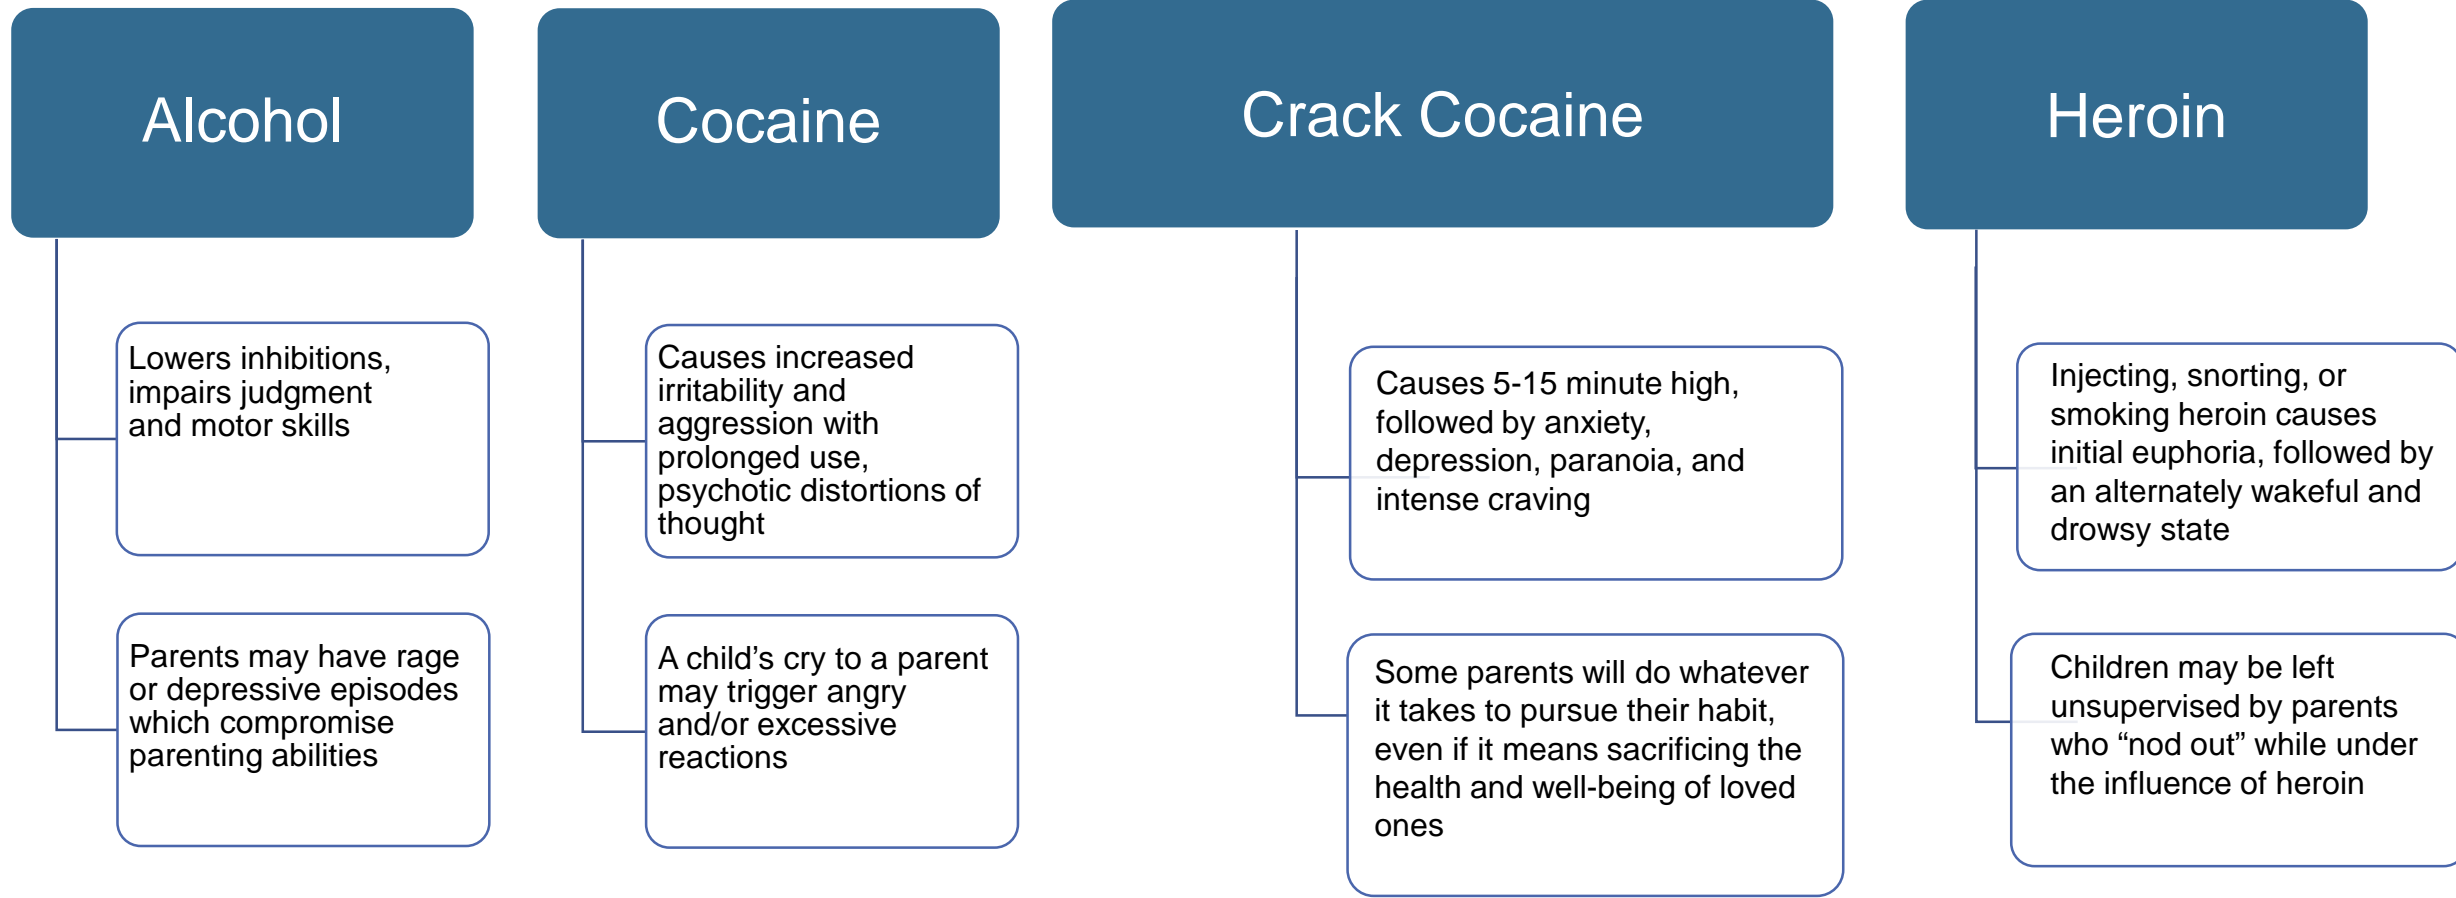 Alcohol
Lowers inhibitions,
impairs judgment
and motor skills
Parents may have rage
or depressive episodes
which compromise
parenting abilities
Cocaine
Causes increased
irritability and
aggression with
prolonged use,
psychotic distortions of
thought
A child’s cry to a parent
may trigger angry
and/or excessive
reactions
Crack Cocaine
Causes 5-15 minute high,
followed by anxiety,
depression, paranoia, and
intense craving
Some parents will do whatever
it takes to pursue their habit,
even if it means sacrificing the
health and well-being of loved
ones
Heroin
Injecting, snorting, or
smoking heroin causes
initial euphoria, followed by
an alternately wakeful and
drowsy state
Children may be left
unsupervised by parents
who “nod out” while under
the influence of heroin